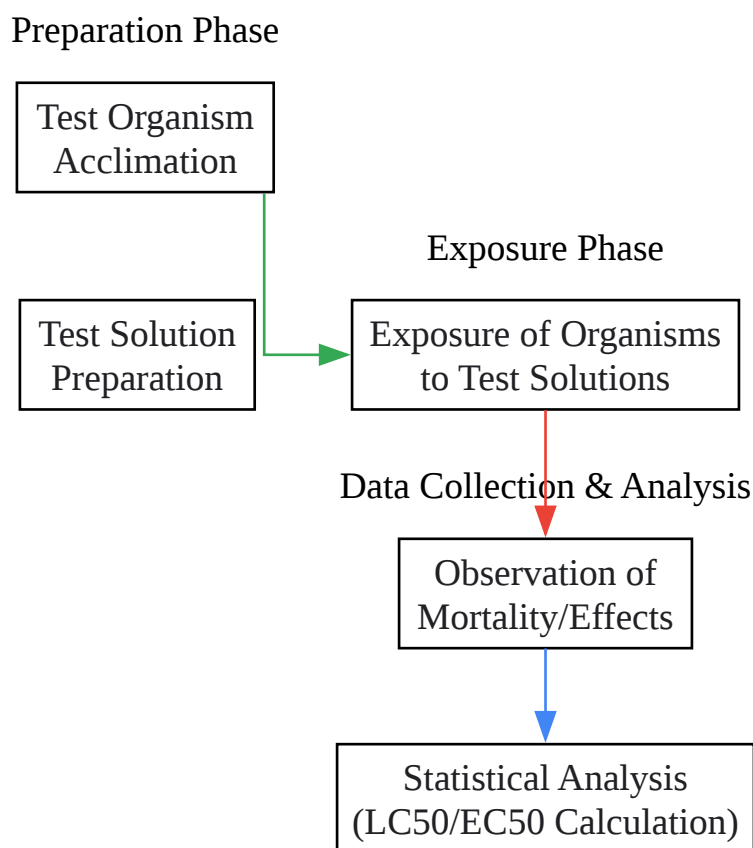 Preparation Phase
Test Organism
Acclimation
Exposure Phase
Test Solution
Preparation
Exposure of Organisms
to Test Solutions
Data Collection & Analysis
Observation of
Mortality/Effects
Statistical Analysis
(LC50/EC50 Calculation)